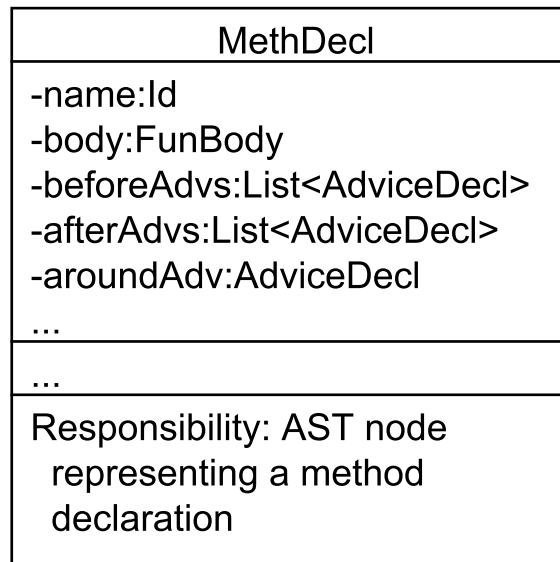 MethDecl
-name:Id
-body:FunBody
-beforeAdvs:List<AdviceDecl>
-afterAdvs:List<AdviceDecl>
-aroundAdv:AdviceDecl
...
...
Responsibility: AST node
representing a method
declaration